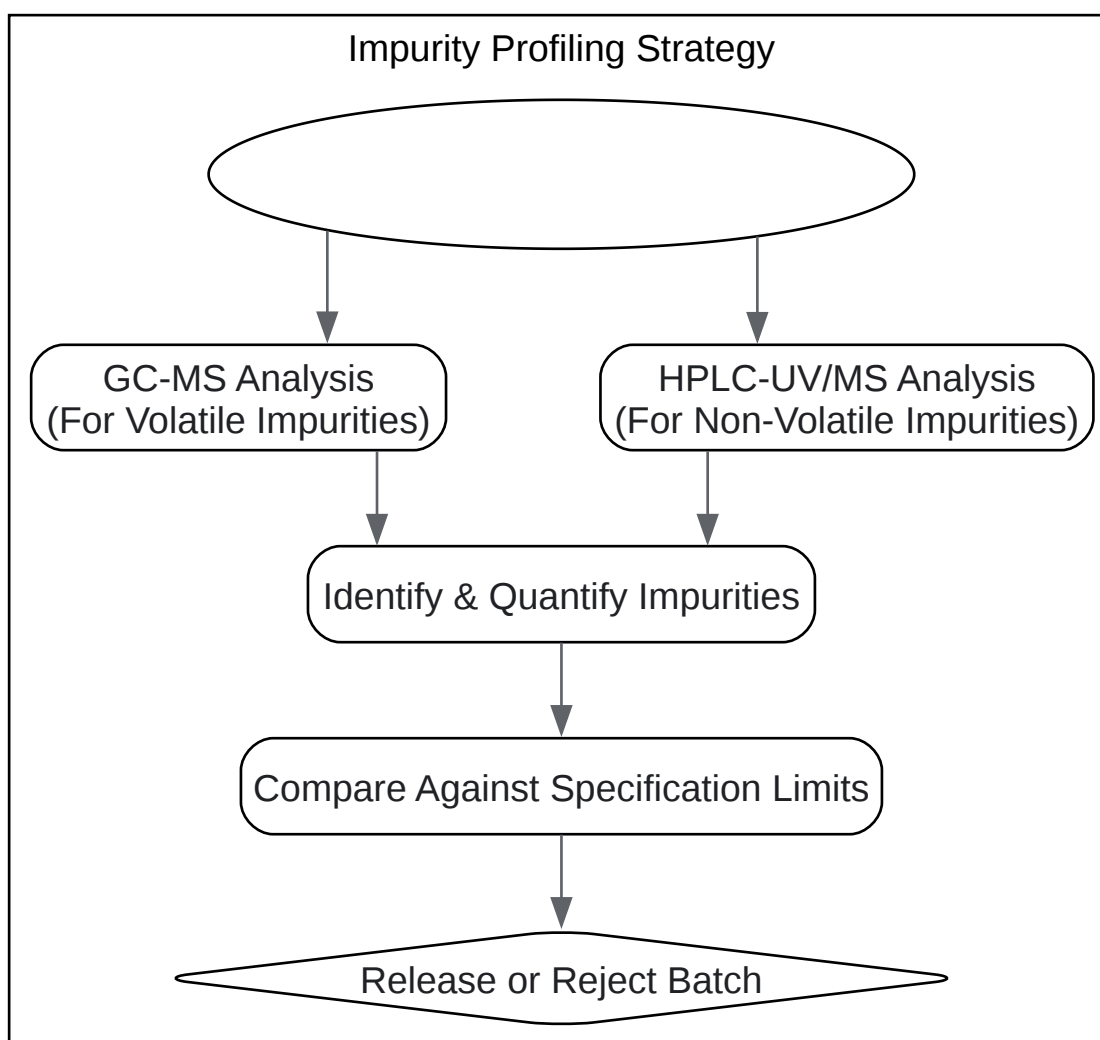 Impurity Profiling Strategy
GC-MS Analysis
(For Volatile Impurities)
HPLC-UV/MS Analysis
(For Non-Volatile Impurities)
Identify & Quantify Impurities
Compare Against Specification Limits
Release or Reject Batch